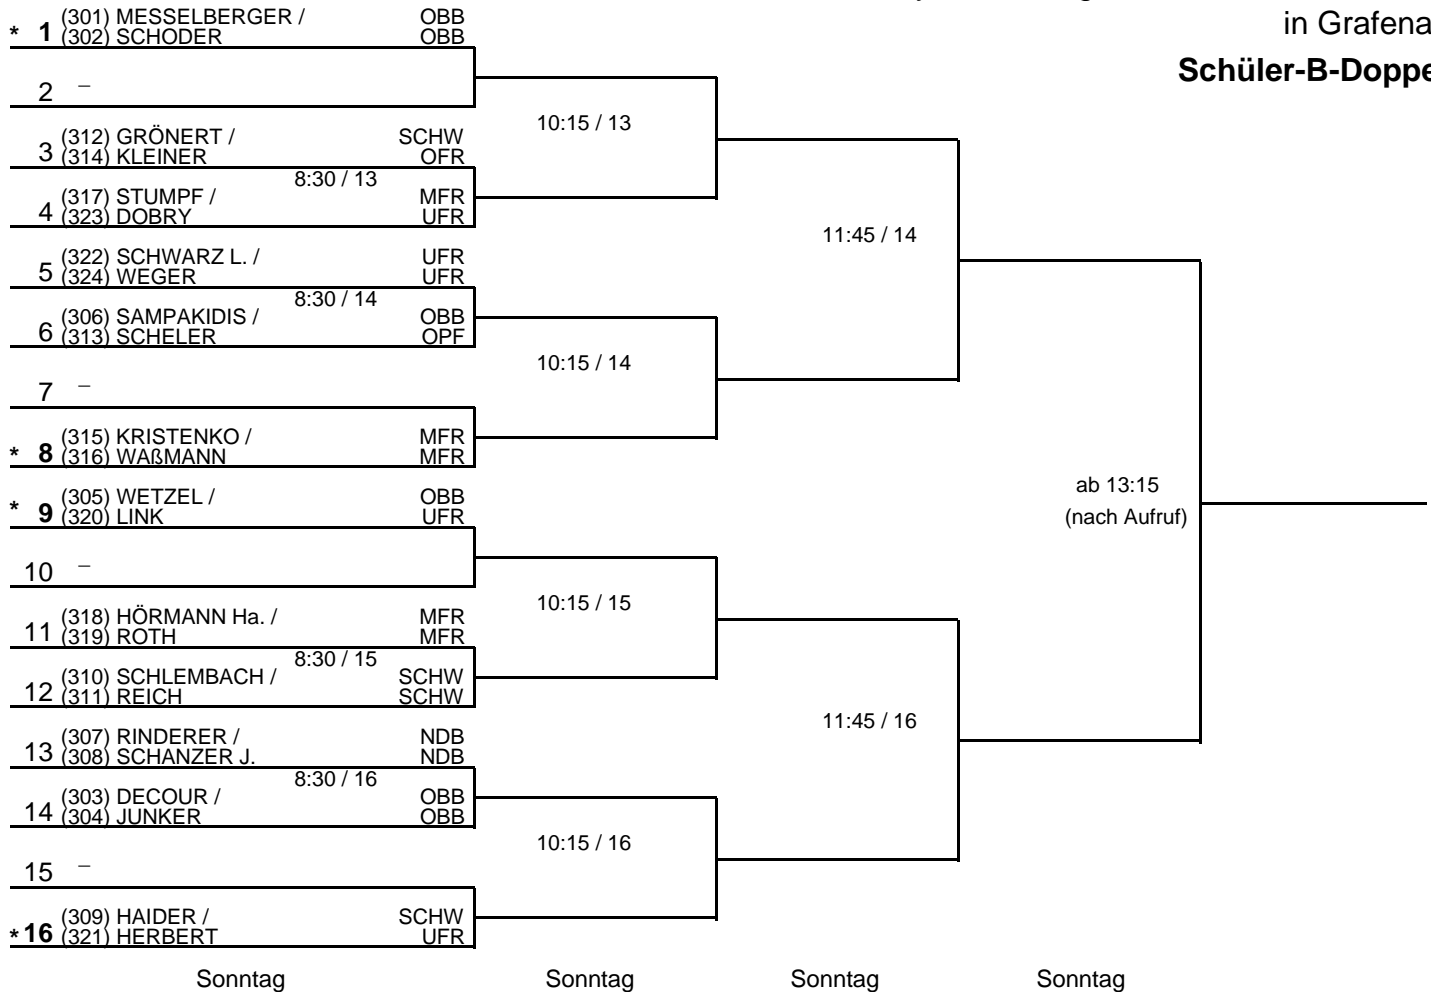 in Grafena
Schüler-B-Doppe
(301) MESSELBERGER / OBB
* 1 (302) SCHODER OBB
2 –
(312) GRÖNERT / SCHW
3 (314) KLEINER OFR
8:30 / 13
(317) STUMPF / MFR
4 (323) DOBRY UFR
10:15 / 13
(322) SCHWARZ L. / UFR
5 (324) WEGER UFR
8:30 / 14
(306) SAMPAKIDIS / OBB
6 (313) SCHELER OPF
11:45 / 14
7 –
10:15 / 14
(315) KRISTENKO / MFR
* 8 (316) WAßMANN MFR
(305) WETZEL / OBB
* 9 (320) LINK UFR
ab 13:15
(nach Aufruf)
10 –
10:15 / 15
(318) HÖRMANN Ha. / MFR
11 (319) ROTH MFR
8:30 / 15
(310) SCHLEMBACH / SCHW
12 (311) REICH SCHW
11:45 / 16
(307) RINDERER / NDB
13 (308) SCHANZER J. NDB
8:30 / 16
(303) DECOUR / OBB
14 (304) JUNKER OBB
10:15 / 16
15 –
(309) HAIDER / SCHW
* 16 (321) HERBERT UFR
Sonntag Sonntag Sonntag Sonntag